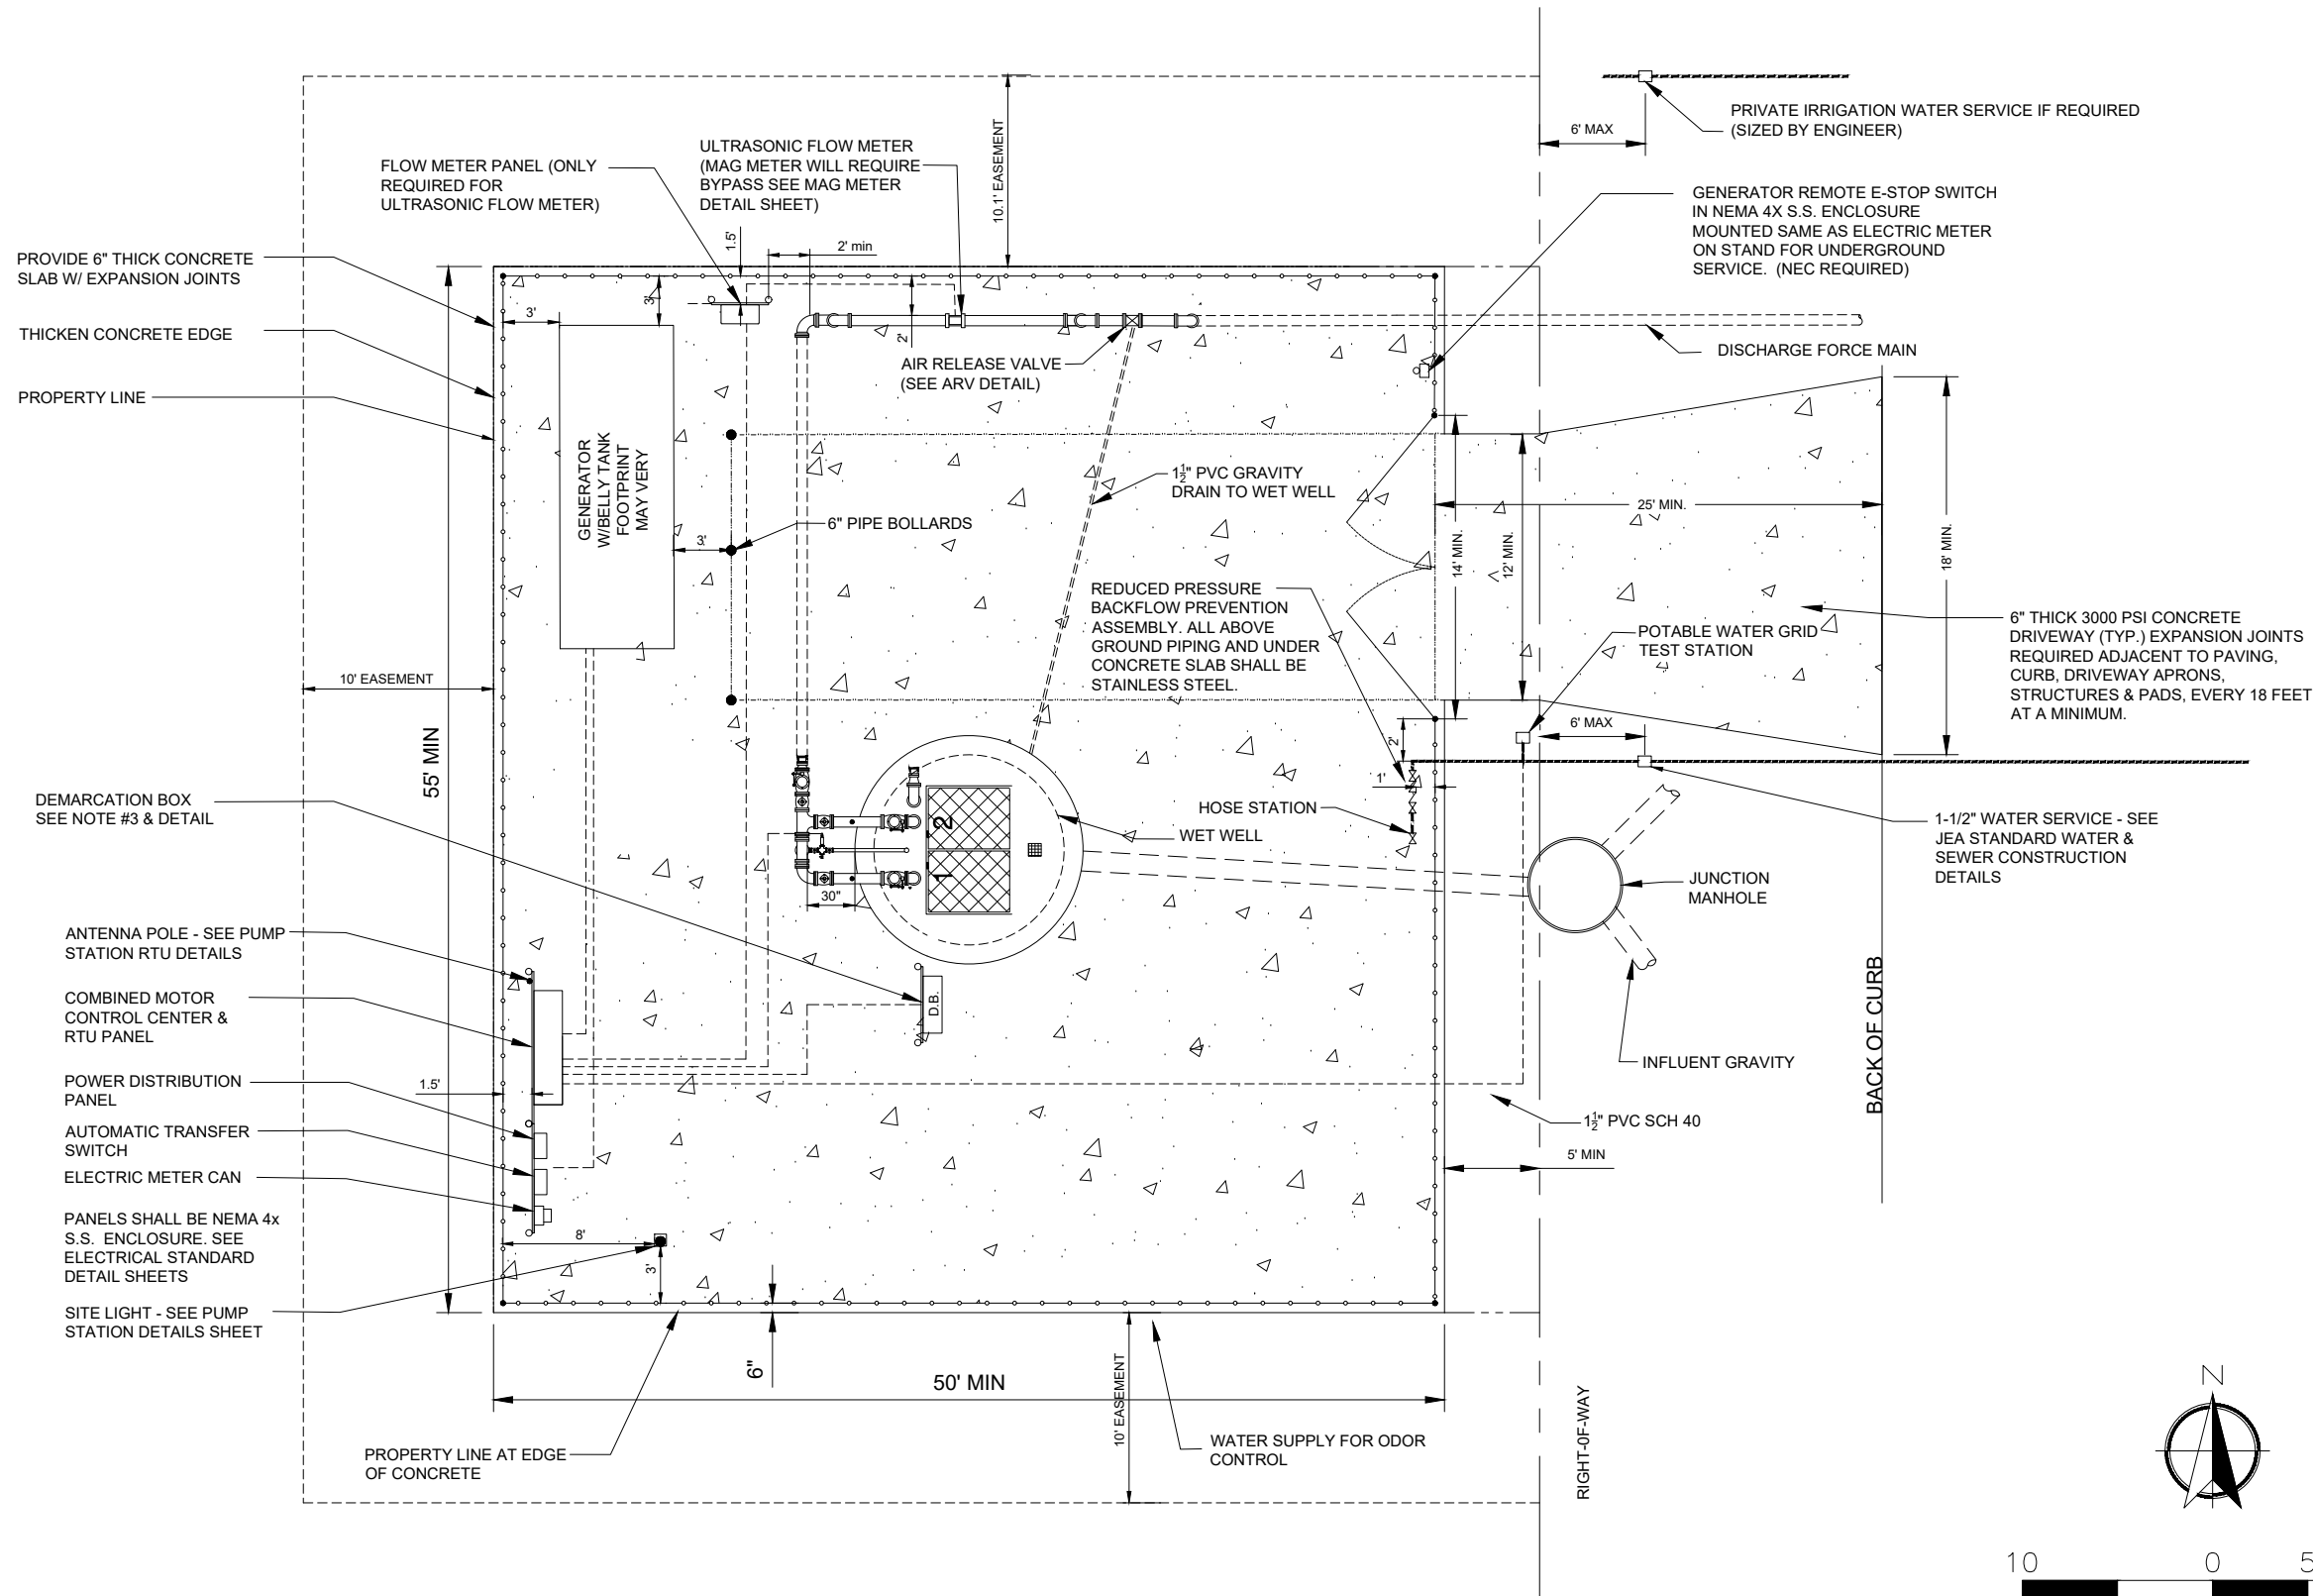 PRIVATE IRRIGATION WATER SERVICE IF REQUIRED
(SIZED BY ENGINEER)
6' MAX
10.1' EASEMENT
ULTRASONIC FLOW METER
(MAG METER WILL REQUIRE
BYPASS SEE MAG METER
DETAIL SHEET)
FLOW METER PANEL (ONLY
REQUIRED FOR
ULTRASONIC FLOW METER)
GENERATOR REMOTE E-STOP SWITCH
IN NEMA 4X S.S. ENCLOSURE
MOUNTED SAME AS ELECTRIC METER
ON STAND FOR UNDERGROUND
SERVICE. (NEC REQUIRED)
1.5'
2' min
PROVIDE 6" THICK CONCRETE
SLAB W/ EXPANSION JOINTS
THICKEN CONCRETE EDGE
PROPERTY LINE
3'
3'
2'
AIR RELEASE VALVE
(SEE ARV DETAIL)
DISCHARGE FORCE MAIN
GENERATOR
W/BELLY TANK
FOOTPRINT
MAY VERY
1½" PVC GRAVITY
DRAIN TO WET WELL
6" PIPE BOLLARDS
3'
25' MIN.
14' MIN.
12' MIN.
18' MIN.
REDUCED PRESSURE
BACKFLOW PREVENTION
ASSEMBLY. ALL ABOVE
GROUND PIPING AND UNDER
CONCRETE SLAB SHALL BE
STAINLESS STEEL.
POTABLE WATER GRID
TEST STATION
6" THICK 3000 PSI CONCRETE
DRIVEWAY (TYP.) EXPANSION JOINTS
REQUIRED ADJACENT TO PAVING,
CURB, DRIVEWAY APRONS,
STRUCTURES & PADS, EVERY 18 FEET
AT A MINIMUM.
10' EASEMENT
55' MIN
6' MAX
2'
1'
DEMARCATION BOX
SEE NOTE #3 & DETAIL
HOSE STATION
WET WELL
2
1
30"
1-1/2" WATER SERVICE - SEE
JEA STANDARD WATER &
SEWER CONSTRUCTION
DETAILS
JUNCTION
MANHOLE
ANTENNA POLE - SEE PUMP
STATION RTU DETAILS
COMBINED MOTOR
CONTROL CENTER &
RTU PANEL
D.B.
INFLUENT GRAVITY
BACK OF CURB
POWER DISTRIBUTION
PANEL
1.5'
AUTOMATIC TRANSFER
SWITCH
1½" PVC SCH 40
5' MIN
ELECTRIC METER CAN
PANELS SHALL BE NEMA 4x
S.S. ENCLOSURE. SEE
ELECTRICAL STANDARD
DETAIL SHEETS
8'
3'
SITE LIGHT - SEE PUMP
STATION DETAILS SHEET
6"
50' MIN
10' EASEMENT
RIGHT-0F-WAY
PROPERTY LINE AT EDGE
OF CONCRETE
WATER SUPPLY FOR ODOR
CONTROL
N
10 0 5